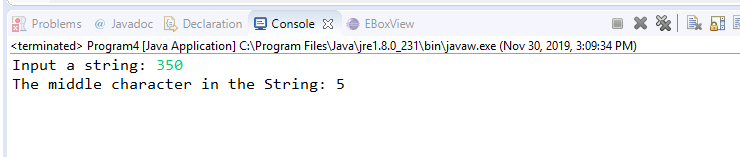 Problems @ Javadoc Declaration Console EBoxView
<terminated> Program4 [Java Application] C:\Program Files\Java\jre1.8.0_231\bin\javaw.exe (Nov 30, 2019, 3:09:34 PM)
Input a string: 350
The middle character in the String: 5